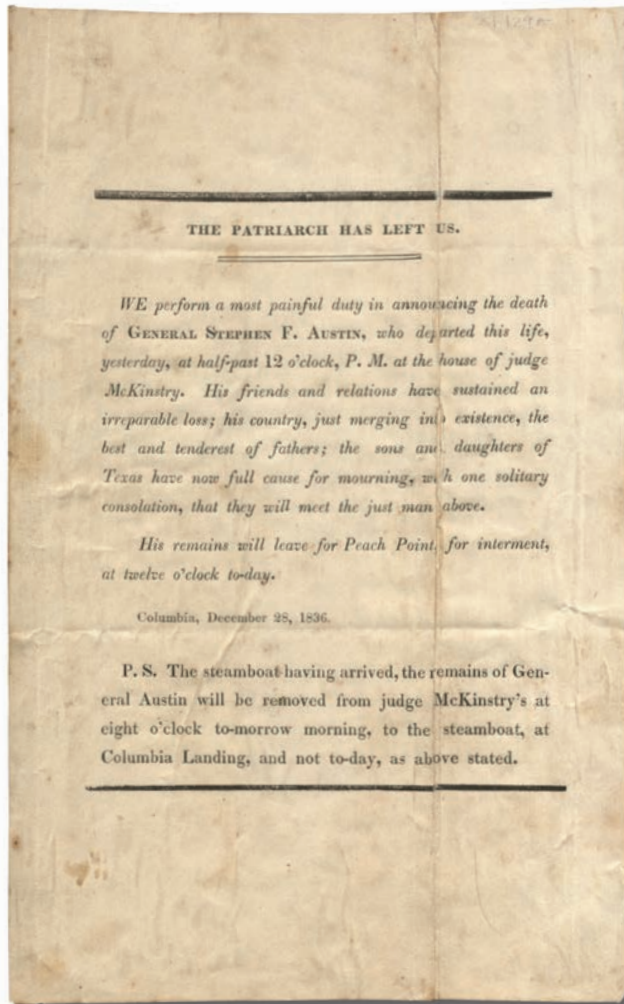 THE PATRIARCH HAS LEFT US.
WE perform a most painful duty in announcing the death
of GENERAL STEPHEN F. AUSTIN, who departed this life,
yesterday, at half-past 12 o'clock, P. M. at the house of judge
McKinstry. His friends and relations have sustained an
irreparable loss; his country, just merging into existence, the
best and tenderest of fathers; the sons and daughters of
Texas have now full cause for mourning, with one solitary
consolation, that they will meet the just man above.
His remains will leave for Peach Point, for interment,
at twelve o'clock to-day.
Columbia, December 28, 1836.
P. S. The steamboat having arrived, the remains of Gen-
eral Austin will be removed from judge McKinstry's at
eight o'clock to-morrow morning, to the steamboat, at
Columbia Landing, and not to-day, as above stated.